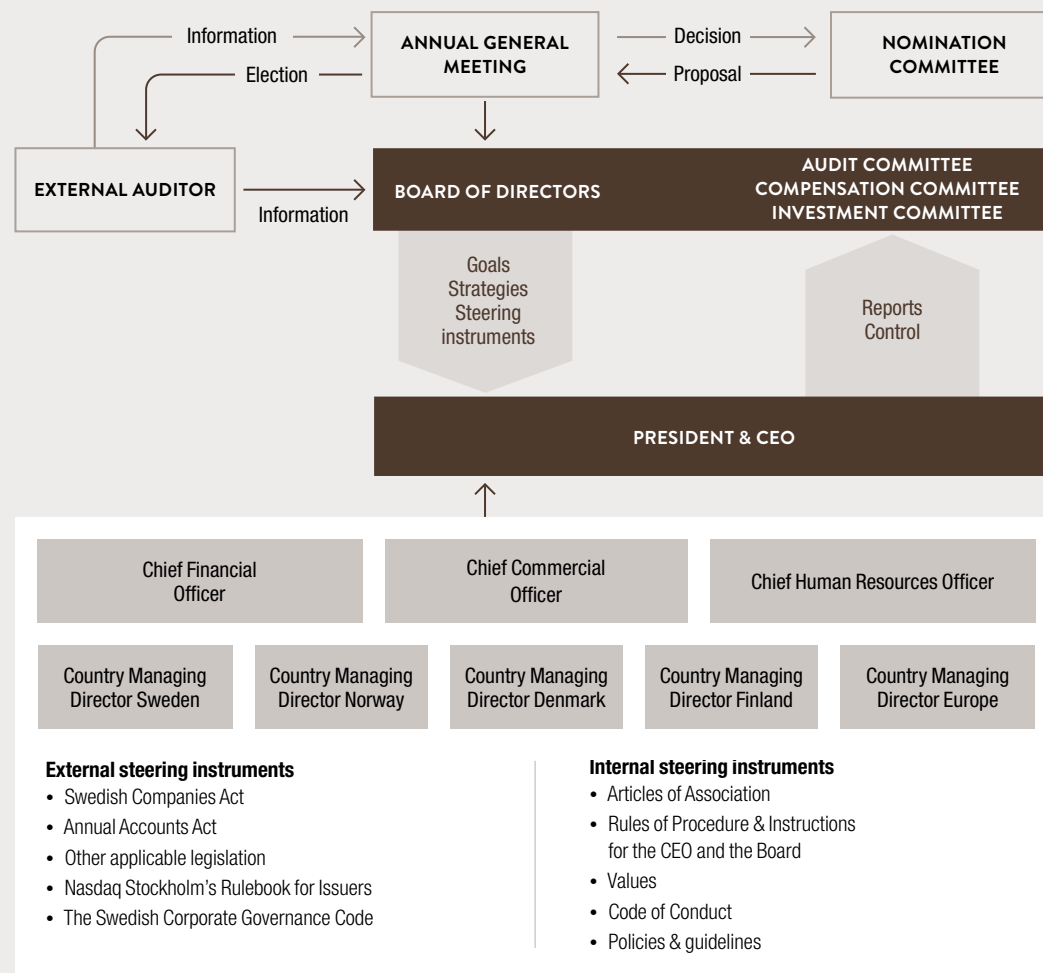 Information
ANNUAL GENERAL
MEETING
Decision
NOMINATION
COMMITTEE
Election
Proposal
EXTERNAL AUDITOR
Information
BOARD OF DIRECTORS
AUDIT COMMITTEE
COMPENSATION COMMITTEE
INVESTMENT COMMITTEE
Goals
Strategies
Steering
instruments
Reports
Control
PRESIDENT & CEO
Chief Financial
Officer
Chief Commercial
Officer
Chief Human Resources Officer
Country Managing
Director Sweden
Country Managing
Director Norway
Country Managing
Director Denmark
Country Managing
Director Finland
Country Managing
Director Europe
External steering instruments
• Swedish Companies Act
• Annual Accounts Act
• Other applicable legislation
• Nasdaq Stockholm's Rulebook for Issuers
• The Swedish Corporate Governance Code
Internal steering instruments
• Articles of Association
• Rules of Procedure & Instructions
for the CEO and the Board
• Values
• Code of Conduct
• Policies & guidelines